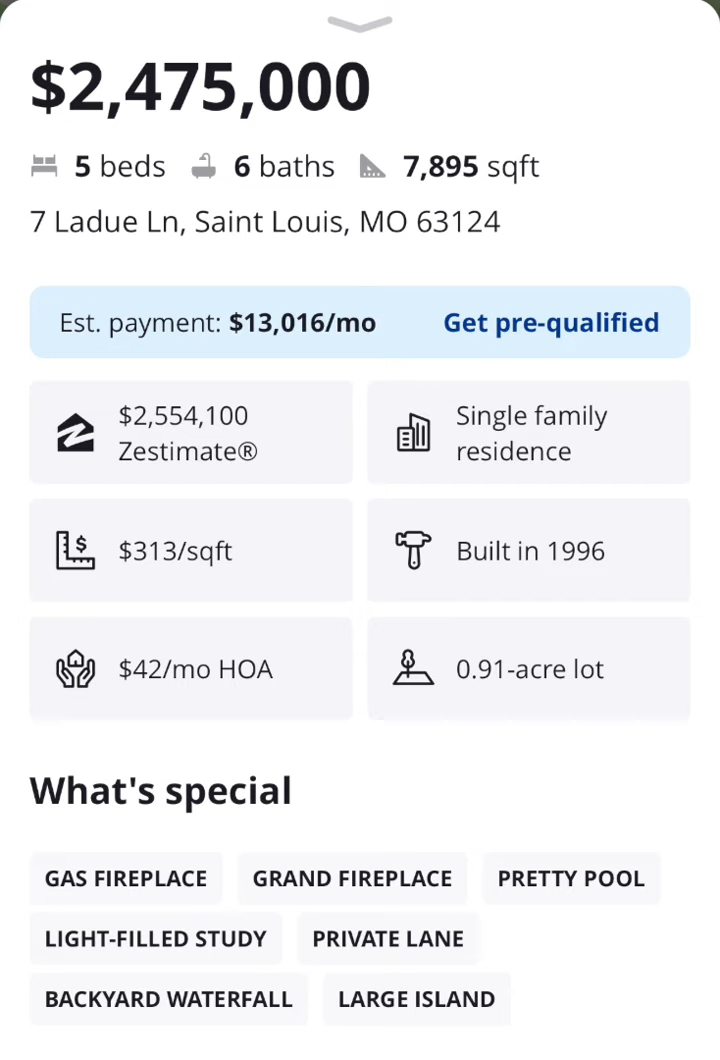 $2,475,000
5 beds 6 baths 7,895 sqft
7 Ladue Ln, Saint Louis, MO 63124
Est. payment: $13,016/mo Get pre-qualified
$2,554,100
Zestimate®
Single family
residence
$313/sqft
Built in 1996
$42/mo HOA
0.91-acre lot
What's special
GAS FIREPLACE GRAND FIREPLACE PRETTY POOL
LIGHT-FILLED STUDY PRIVATE LANE
BACKYARD WATERFALL LARGE ISLAND